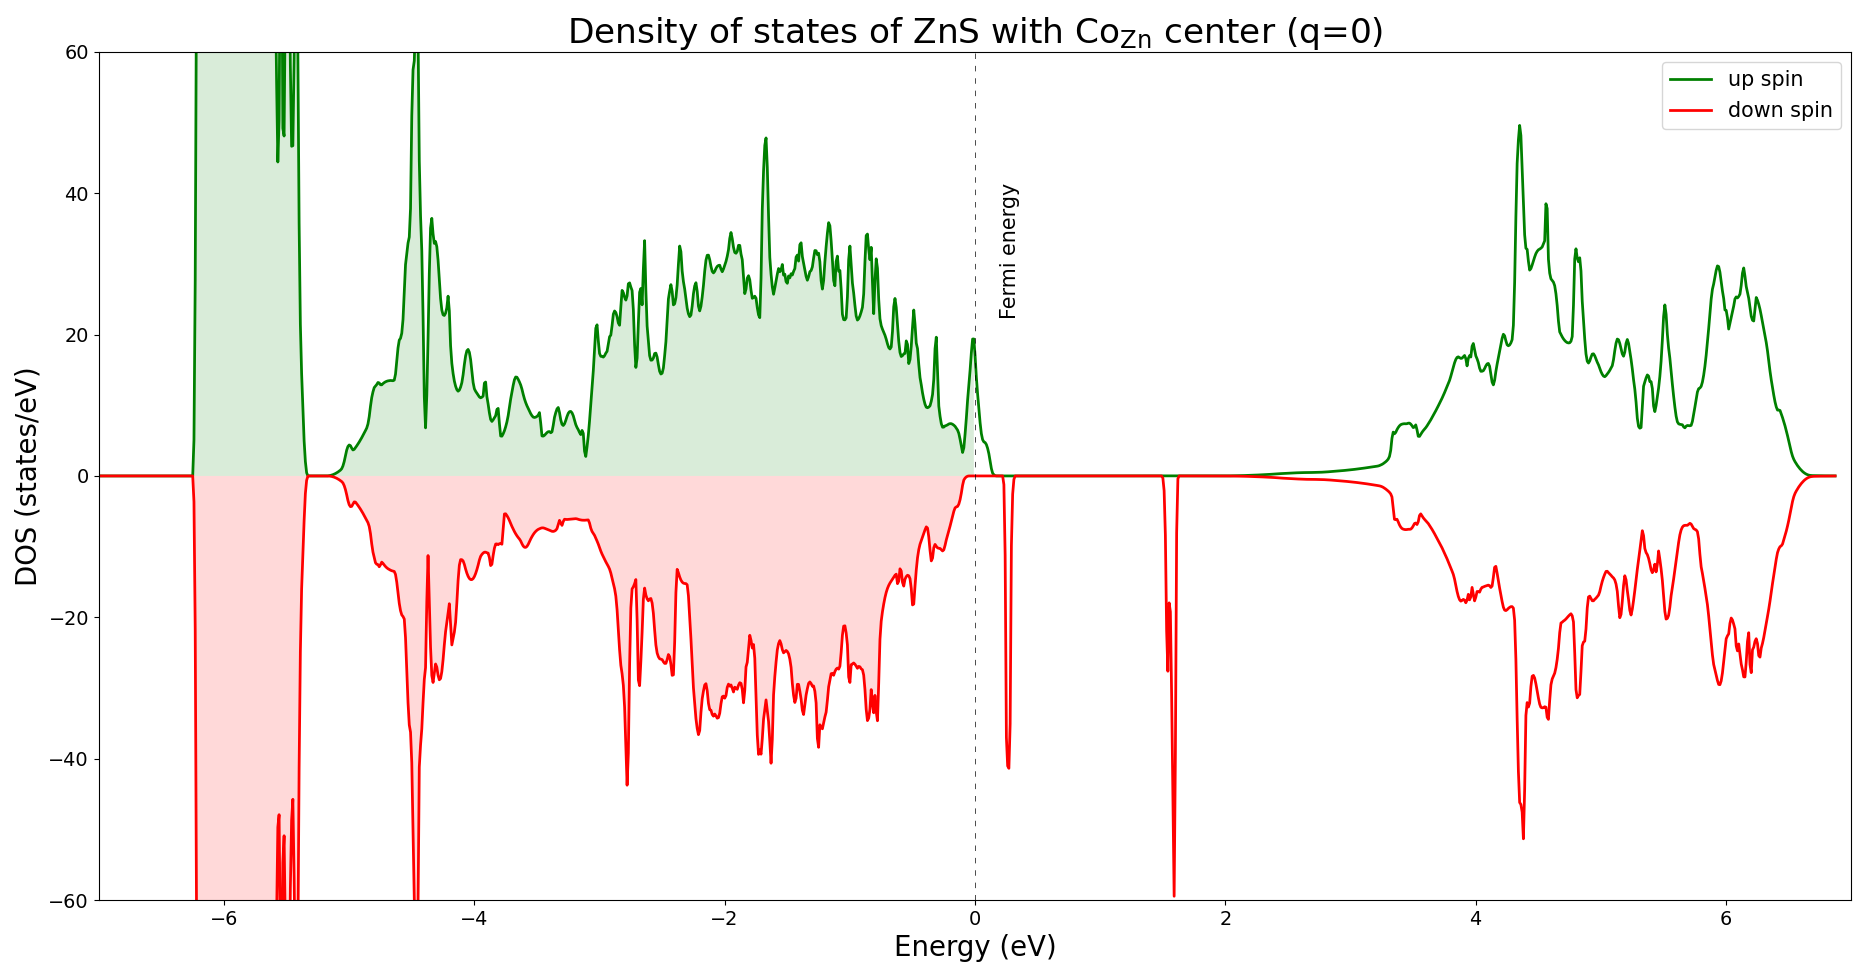 Density of states of ZnS with Co_Zn center (q=0)
up spin
down spin
Fermi energy
DOS (states/eV)
60
40
20
0
−20
−40
−60
−6
−4
−2
0
2
4
6
Energy (eV)